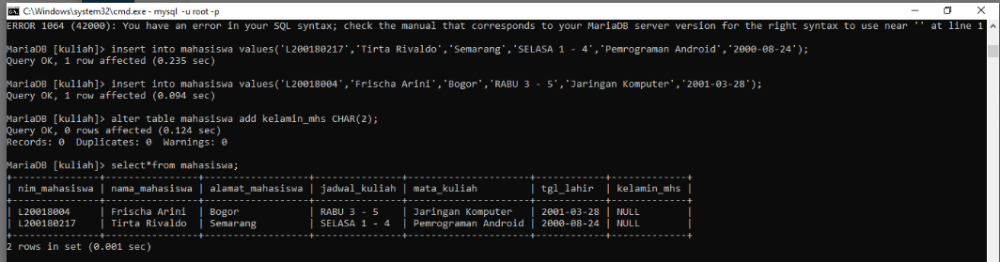 C:\Windows\system32\cmd.exe - mysql -u root -p
ERROR 1064 (42000): You have an error in your SQL syntax; check the manual that corresponds to your MariaDB server version for the right syntax to use near '' at line 1
MariaDB [kuliah]> insert into mahasiswa values('L200180217','Tirta Rivaldo','Semarang','SELASA 1 - 4','Pemrograman Android','2000-08-24');
Query OK, 1 row affected (0.235 sec)
MariaDB [kuliah]> insert into mahasiswa values('L20018004','Frischa Arini','Bogor','RABU 3 - 5','Jaringan Komputer','2001-03-28');
Query OK, 1 row affected (0.094 sec)
MariaDB [kuliah]> alter table mahasiswa add kelamin_mhs CHAR(2);
Query OK, 0 rows affected (0.124 sec)
Records: 0  Duplicates: 0  Warnings: 0
MariaDB [kuliah]> select*from mahasiswa;
+---------------+----------------+------------------+---------------+---------------------+------------+-------------+
| nim_mahasiswa | nama_mahasiswa | alamat_mahasiswa | jadwal_kuliah | mata_kuliah         | tgl_lahir  | kelamin_mhs |
+---------------+----------------+------------------+---------------+---------------------+------------+-------------+
| L20018004     | Frischa Arini  | Bogor            | RABU 3 - 5    | Jaringan Komputer   | 2001-03-28 | NULL        |
| L200180217    | Tirta Rivaldo  | Semarang         | SELASA 1 - 4  | Pemrograman Android | 2000-08-24 | NULL        |
+---------------+----------------+------------------+---------------+---------------------+------------+-------------+
2 rows in set (0.001 sec)